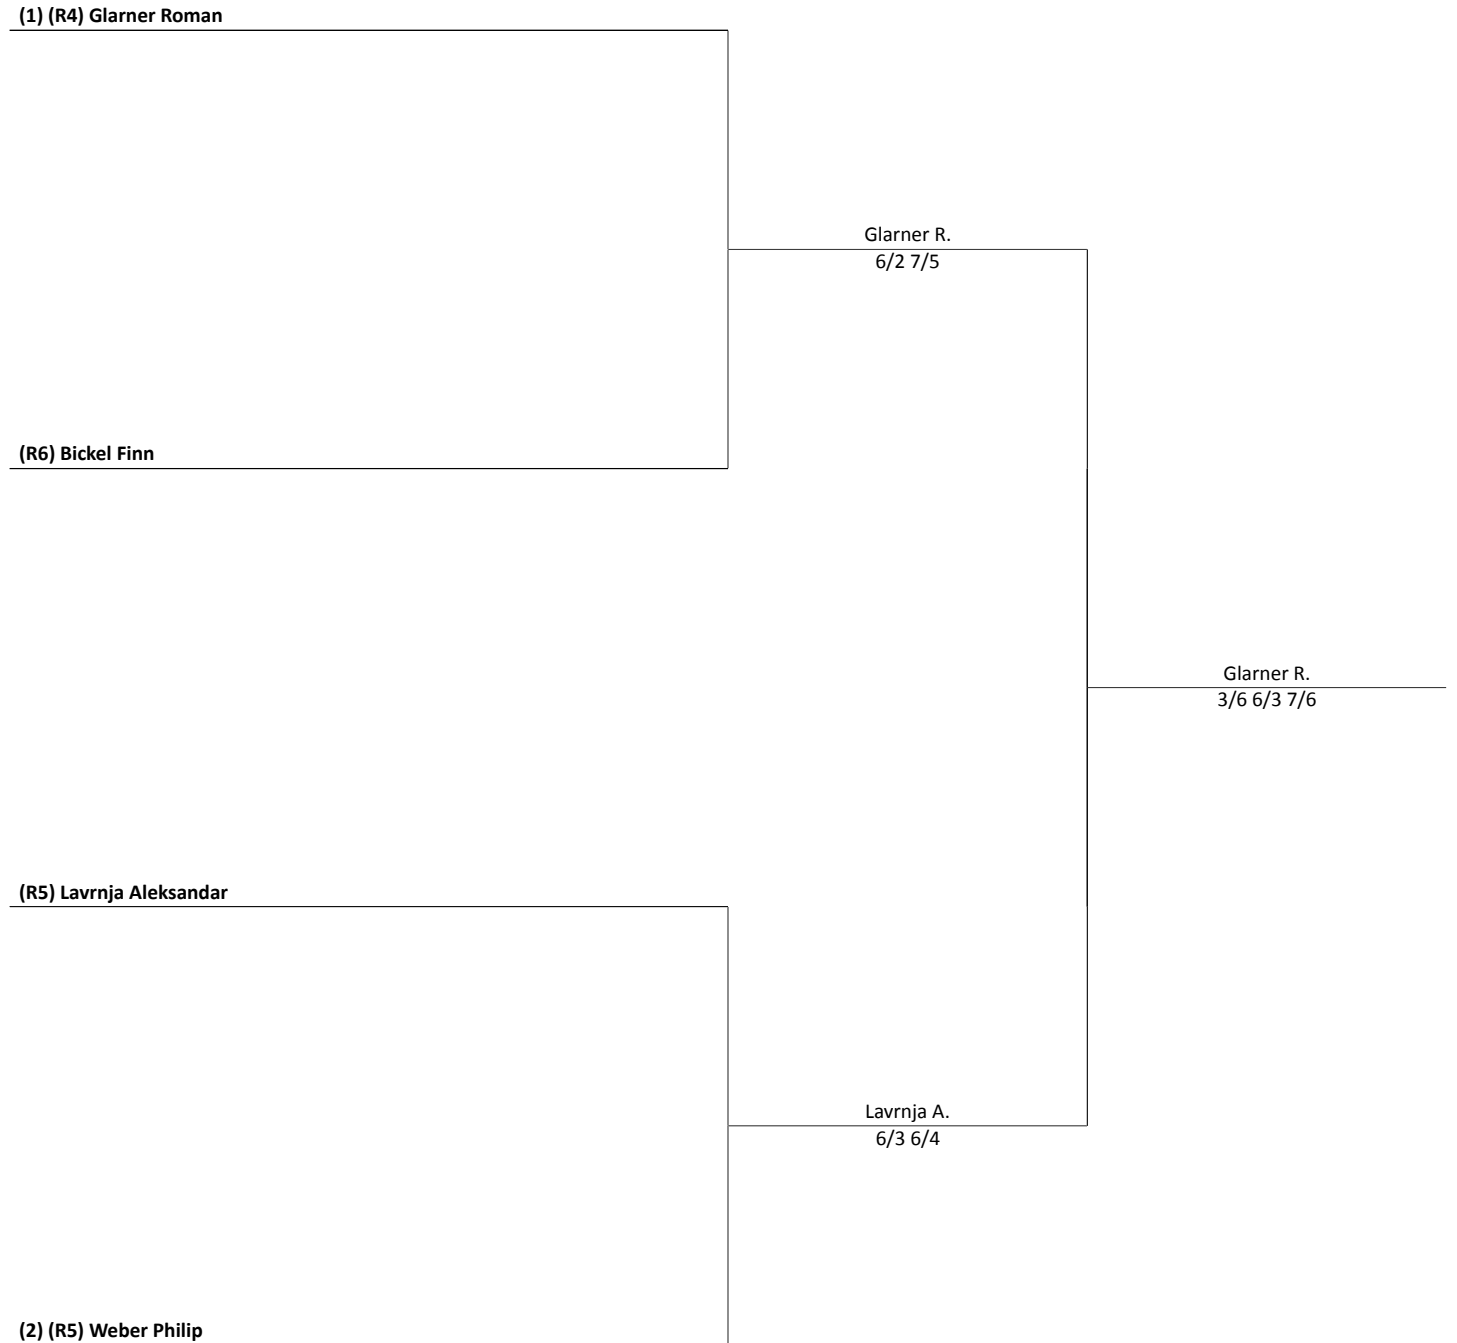 (1) (R4) Glarner Roman
Glarner R.
6/2 7/5
(R6) Bickel Finn
Glarner R.
3/6 6/3 7/6
(R5) Lavrnja Aleksandar
Lavrnja A.
6/3 6/4
(2) (R5) Weber Philip